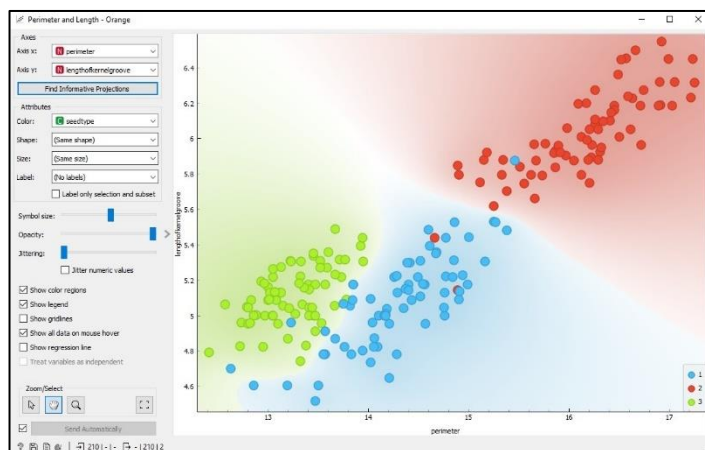 Perimeter and Length - Orange
Axes
Axis x: N perimeter
Axis y: N lengthofkernelgroove
Find Informative Projections
Attributes
Color: C seedtype
Shape: (Same shape)
Size: (Same size)
Label: (No labels)
Label only selection and subset
Symbol size:
Opacity:
Jittering:
Jitter numeric values
Show color regions
Show legend
Show gridlines
Show all data on mouse hover
Show regression line
Treat variables as independent
Zoom/Select
Send Automatically
210 | - | - - | 210 | 2
lengthofkernelgroove
6.4
6.2
6
5.8
5.6
5.4
5.2
5
4.8
4.6
13 14 15 16 17
perimeter
1
2
3